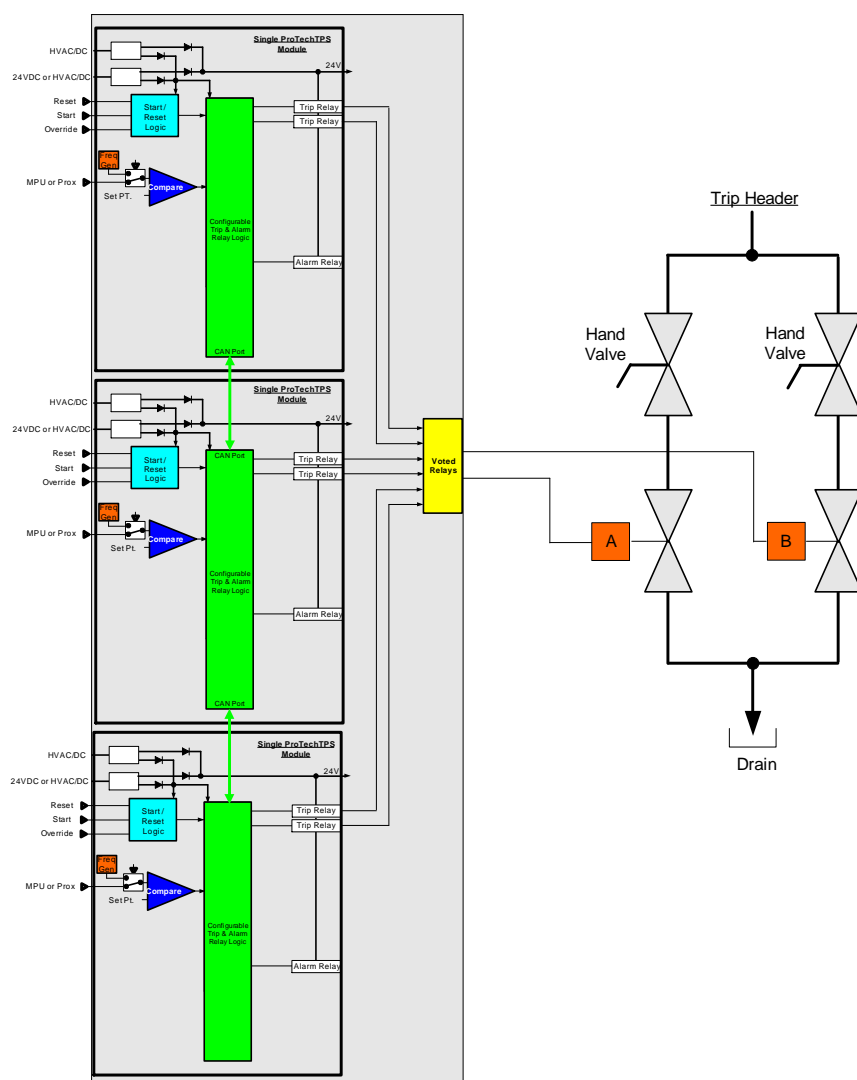 Single ProTechTPS
Module
HVAC/DC
24V
24VDC or HVAC/DC
Reset
Start
Override
Start /
Reset
Logic
Trip Relay
Trip Relay
Freq
Gen
MPU or Prox
Set PT.
Compare
Configurable
Trip & Alarm
Relay Logic
Alarm Relay
CAN Port
Single ProTechTPS
Module
HVAC/DC
24V
24VDC or HVAC/DC
Reset
Start
Override
Start /
Reset
Logic
CAN Port
Trip Relay
Trip Relay
Freq
Gen
MPU or Prox
Set Pt.
Compare
Configurable
Trip & Alarm
Relay Logic
Alarm Relay
CAN Port
Single ProTechTPS
Module
HVAC/DC
24V
24VDC or HVAC/DC
Reset
Start
Override
Start /
Reset
Logic
Trip Relay
Trip Relay
Freq
Gen
MPU or Prox
Set Pt.
Compare
Configurable
Trip & Alarm
Relay Logic
Alarm Relay
Voted
Relays
Trip Header
Hand
Valve
Hand
Valve
A
B
Drain